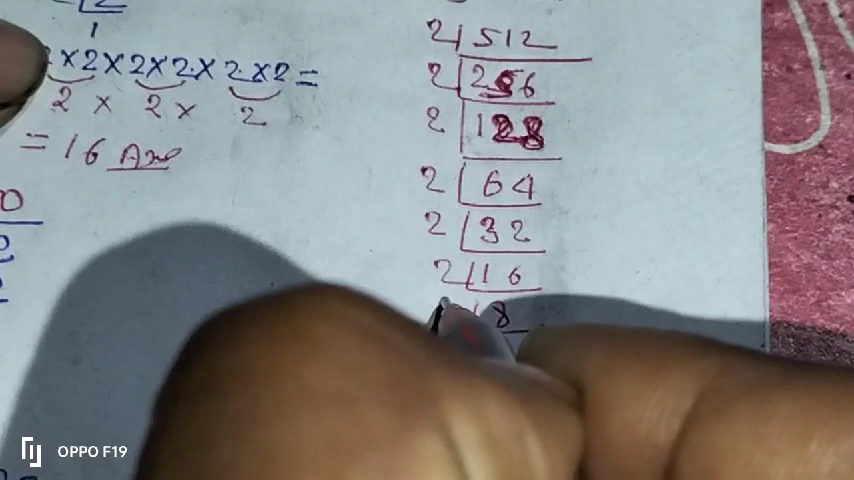 ×2×2×2×2×2=
2 × 2 × 2
= 16 Ans
2 512
2 256
2 128
2 64
2 32
2 16
8
OPPO F19